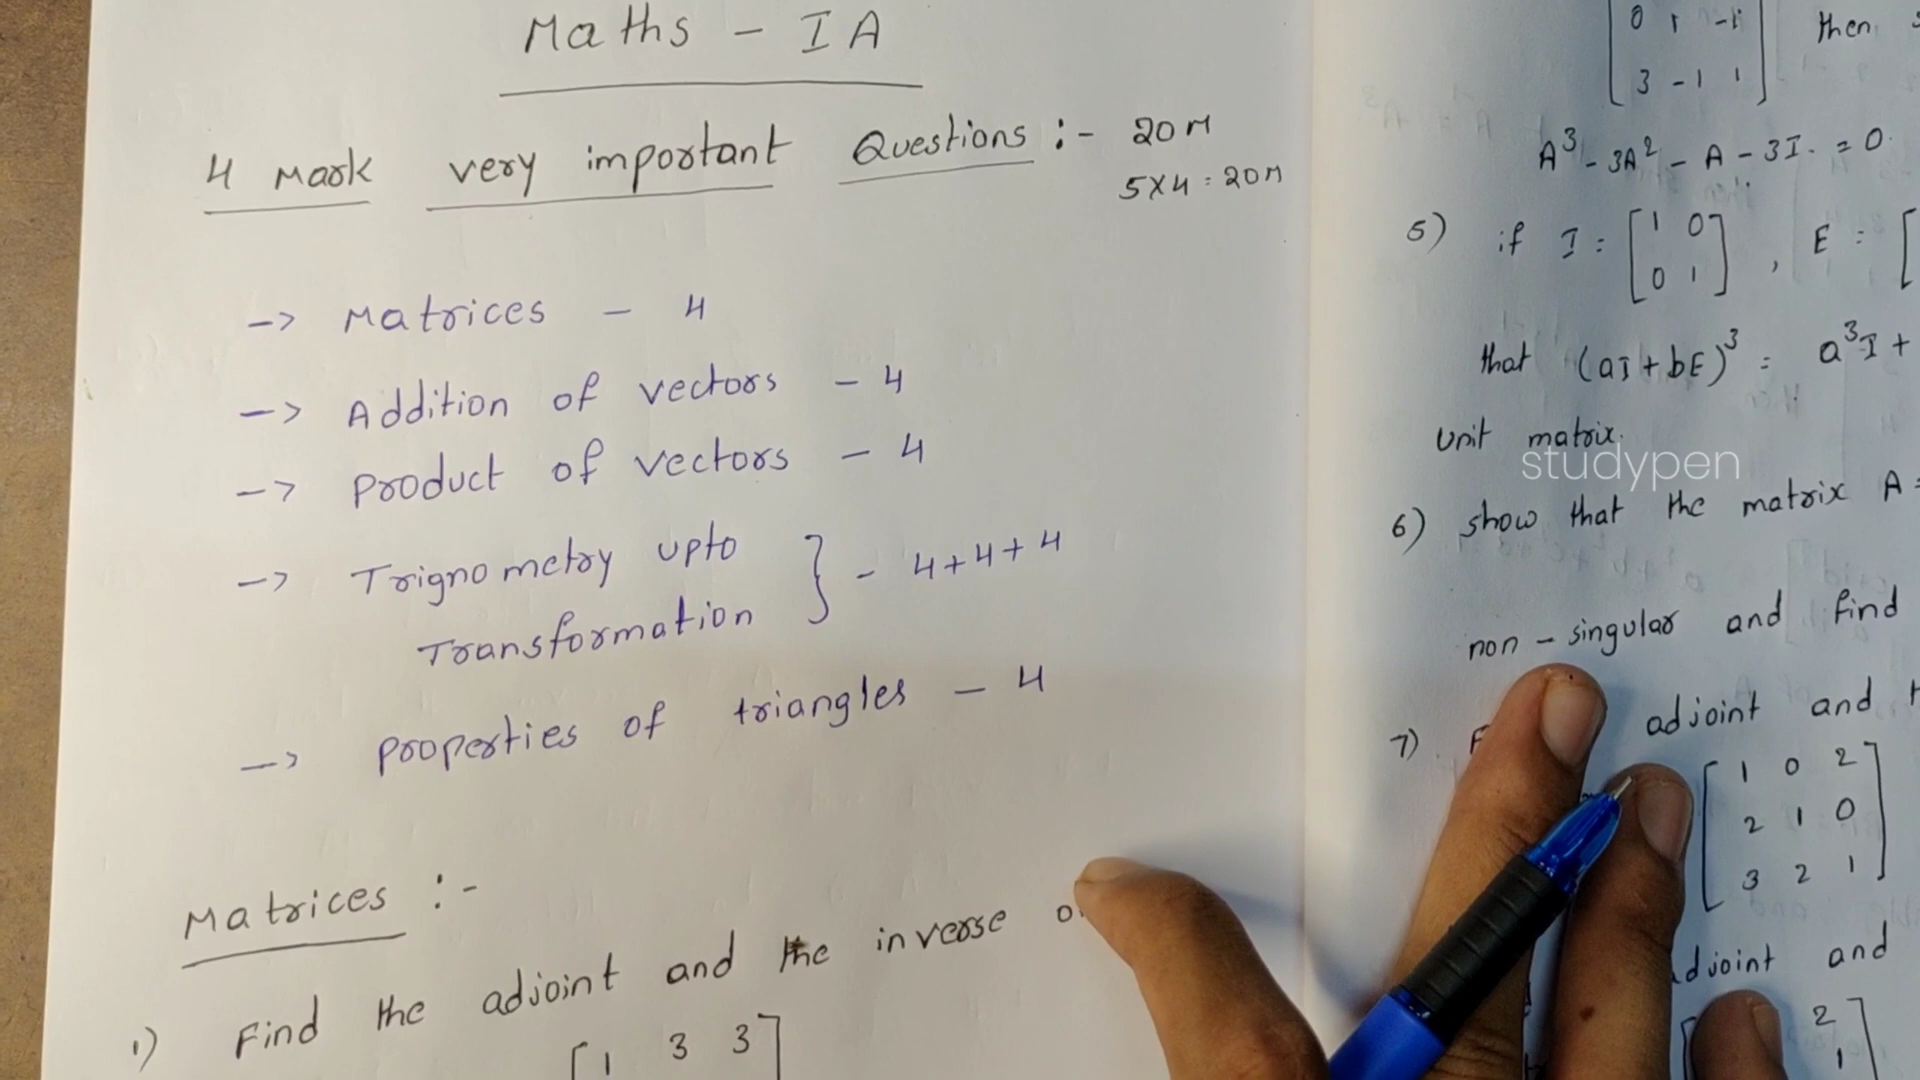 Maths - IA
4 Mark very important Questions :- 20M
5X4 = 20M
-> Matrices - 4
-> Addition of vectors - 4
-> Product of vectors - 4
-> Trignometry upto
Transformation } - 4+4+4
-> Properties of triangles - 4
Matrices :-
1) Find the adjoint and the inverse
1 3 3
0 1 -1 then
3 -1 1
A³ - 3A² - A - 3I = 0.
5) if I = [1 0
0 1], E =
that (aI + bE)³ = a³I +
unit matrix.
studypen
6) show that the matrix A =
non-singular and find
7) adjoint and
1 0 2
2 1 0
3 2 1
adjoint and
2
1